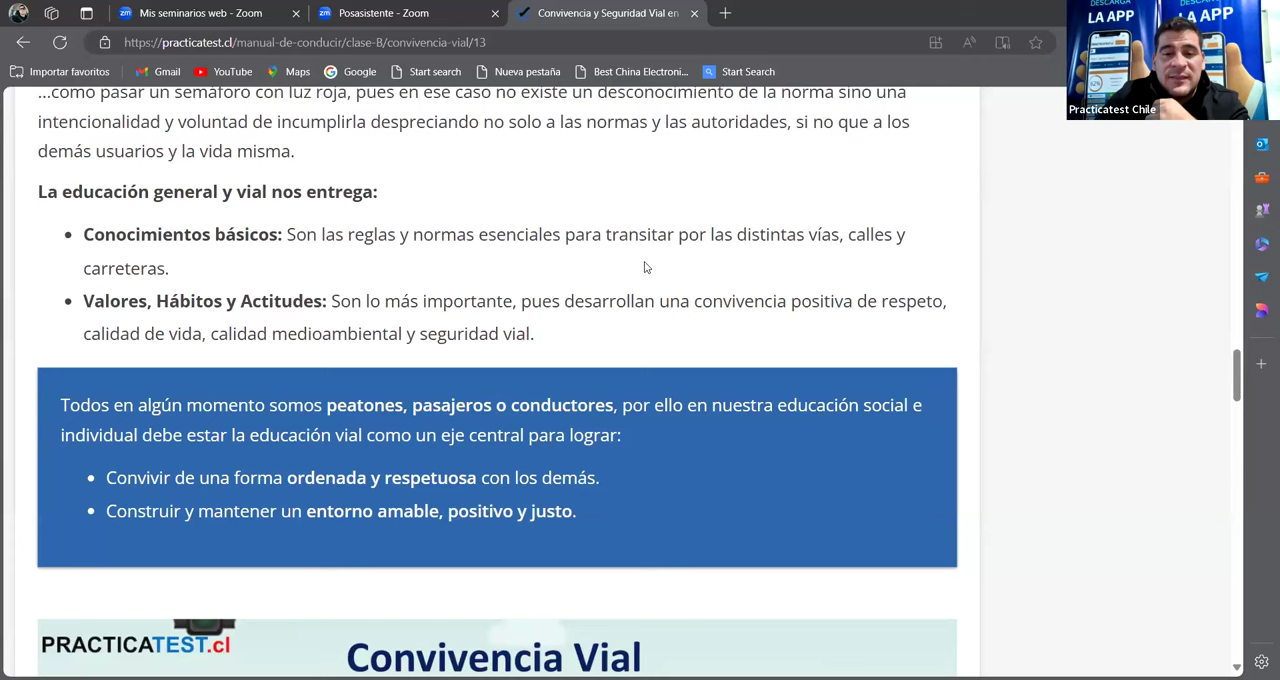 Mis seminarios web - Zoom
Posasistente - Zoom
Convivencia y Seguridad Vial en
https://practicatest.cl/manual-de-conducir/clase-B/convivencia-vial/13
Importar favoritos
Gmail
YouTube
Maps
Google
Start search
Nueva pestaña
Best China Electroni...
Start Search
DESCARGA
LA APP
LA APP
Practicatest Chile
...como pasar un semáforo con luz roja, pues en ese caso no existe un desconocimiento de la norma sino una
intencionalidad y voluntad de incumplirla despreciando no solo a las normas y las autoridades, si no que a los
demás usuarios y la vida misma.
La educación general y vial nos entrega:
Conocimientos básicos: Son las reglas y normas esenciales para transitar por las distintas vías, calles y
carreteras.
Valores, Hábitos y Actitudes: Son lo más importante, pues desarrollan una convivencia positiva de respeto,
calidad de vida, calidad medioambiental y seguridad vial.
Todos en algún momento somos peatones, pasajeros o conductores, por ello en nuestra educación social e
individual debe estar la educación vial como un eje central para lograr:
Convivir de una forma ordenada y respetuosa con los demás.
Construir y mantener un entorno amable, positivo y justo.
PRACTICATEST.cl
Convivencia Vial